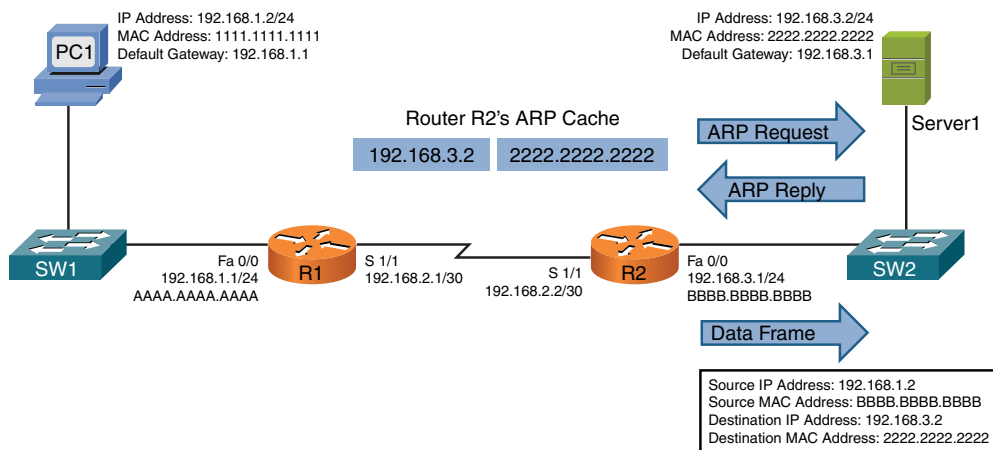 IP Address: 192.168.1.2/24
MAC Address: 1111.1111.1111
Default Gateway: 192.168.1.1
PC1
IP Address: 192.168.3.2/24
MAC Address: 2222.2222.2222
Default Gateway: 192.168.3.1
Server1
Router R2's ARP Cache
192.168.3.2 2222.2222.2222
ARP Request
ARP Reply
SW1
Fa 0/0
192.168.1.1/24
AAAA.AAAA.AAAA
R1
S 1/1
192.168.2.1/30
S 1/1
192.168.2.2/30
R2
Fa 0/0
192.168.3.1/24
BBBB.BBBB.BBBB
SW2
Data Frame
Source IP Address: 192.168.1.2
Source MAC Address: BBBB.BBBB.BBBB
Destination IP Address: 192.168.3.2
Destination MAC Address: 2222.2222.2222